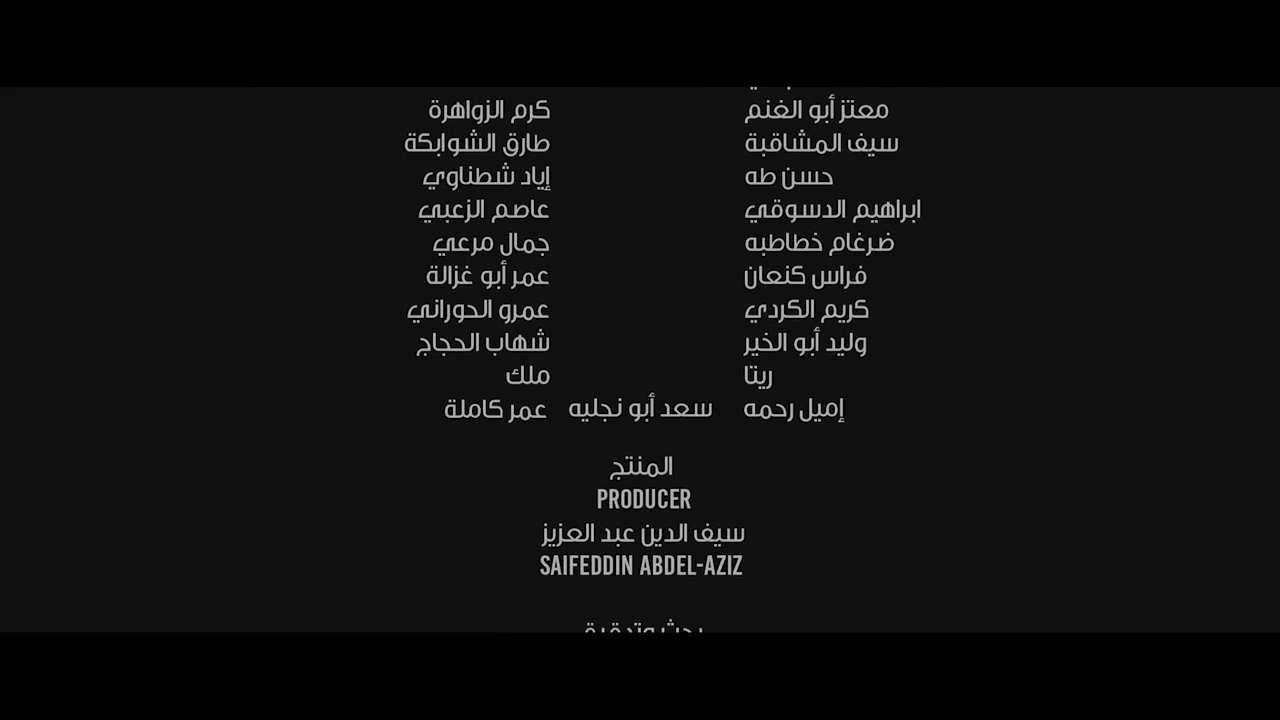 معتز أبو الغنم كرم الزواهرة
سيف المشاقبة طارق الشوابكة
حسن طه إياد شطناوي
ابراهيم الدسوقي عاصم الزعبي
ضرغام خطاطبه جمال مرعي
فراس كنعان عمر أبو غزالة
كريم الكردي عمرو الحوراني
وليد أبو الخير شهاب الحجاج
ريتا ملك
إميل رحمه سعد أبو نجليه عمر كاملة
المنتج
PRODUCER
سيف الدين عبد العزيز
SAIFEDDIN ABDEL-AZIZ
بحث وتدقيق